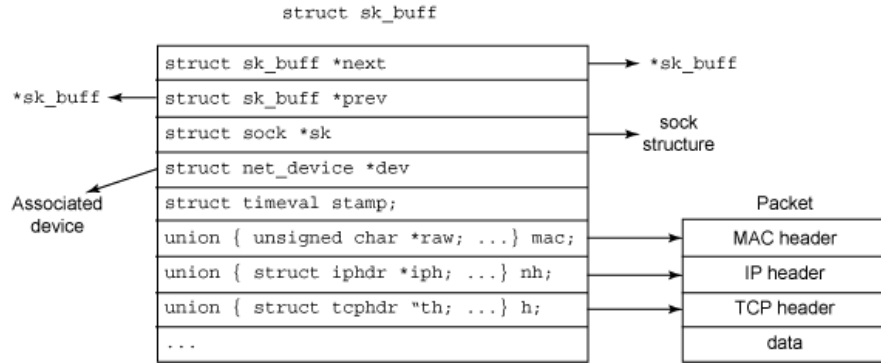 struct sk_buff
struct sk_buff *next
*sk_buff
*sk_buff
struct sk_buff *prev
struct sock *sk
sock
structure
struct net_device *dev
Associated
device
struct timeval stamp;
Packet
union { unsigned char *raw; ...} mac;
MAC header
union { struct iphdr *iph; ...} nh;
IP header
union { struct tcphdr "th; ...} h;
TCP header
...
data